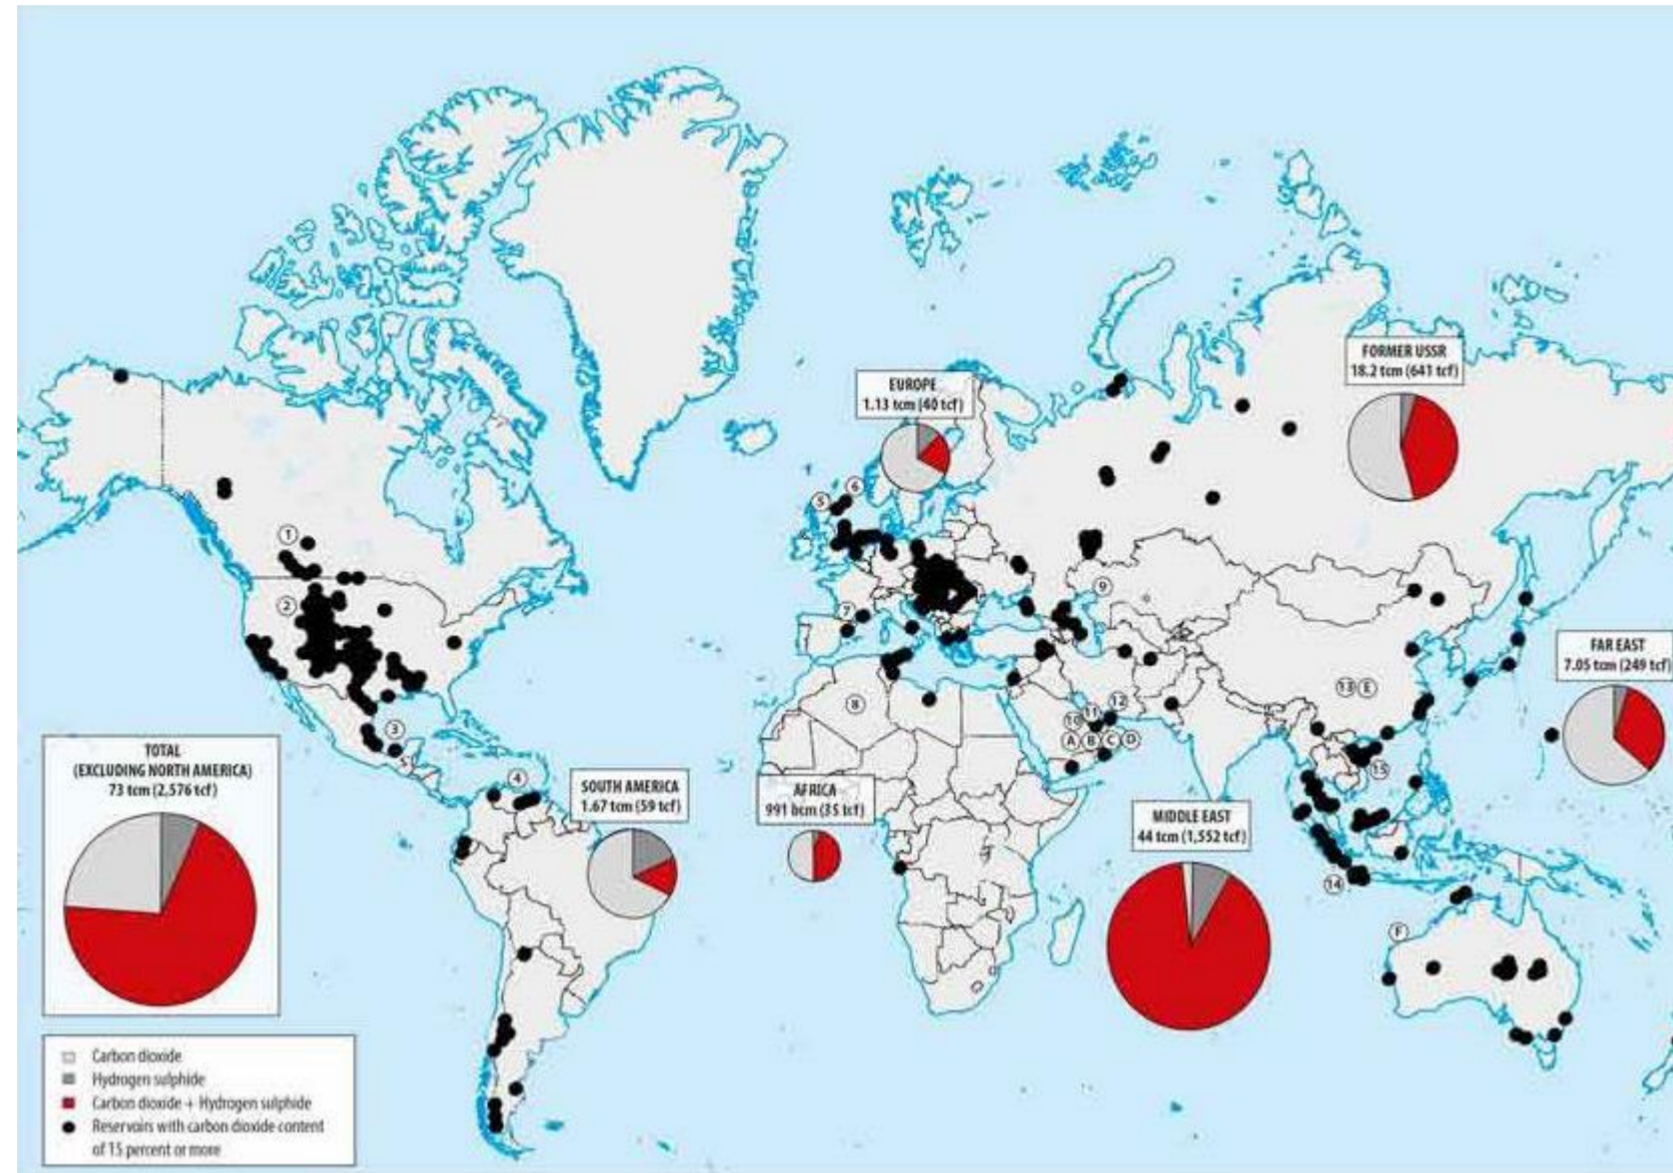 FORMER USSR
18.2 tcm (641 tcf)
EUROPE
1.13 tcm (40 tcf)
5
6
1
9
2
7
FAR EAST
7.05 tcm (249 tcf)
13 E
8
12
11
10
3
A B C D
15
TOTAL
(EXCLUDING NORTH AMERICA)
73 tcm (2,576 tcf)
4
SOUTH AMERICA
1.67 tcm (59 tcf)
AFRICA
991 bcm (35 tcf)
MIDDLE EAST
44 tcm (1,552 tcf)
14
F
Carbon dioxide
Hydrogen sulphide
Carbon dioxide + Hydrogen sulphide
Reservoirs with carbon dioxide content
of 15 percent or more